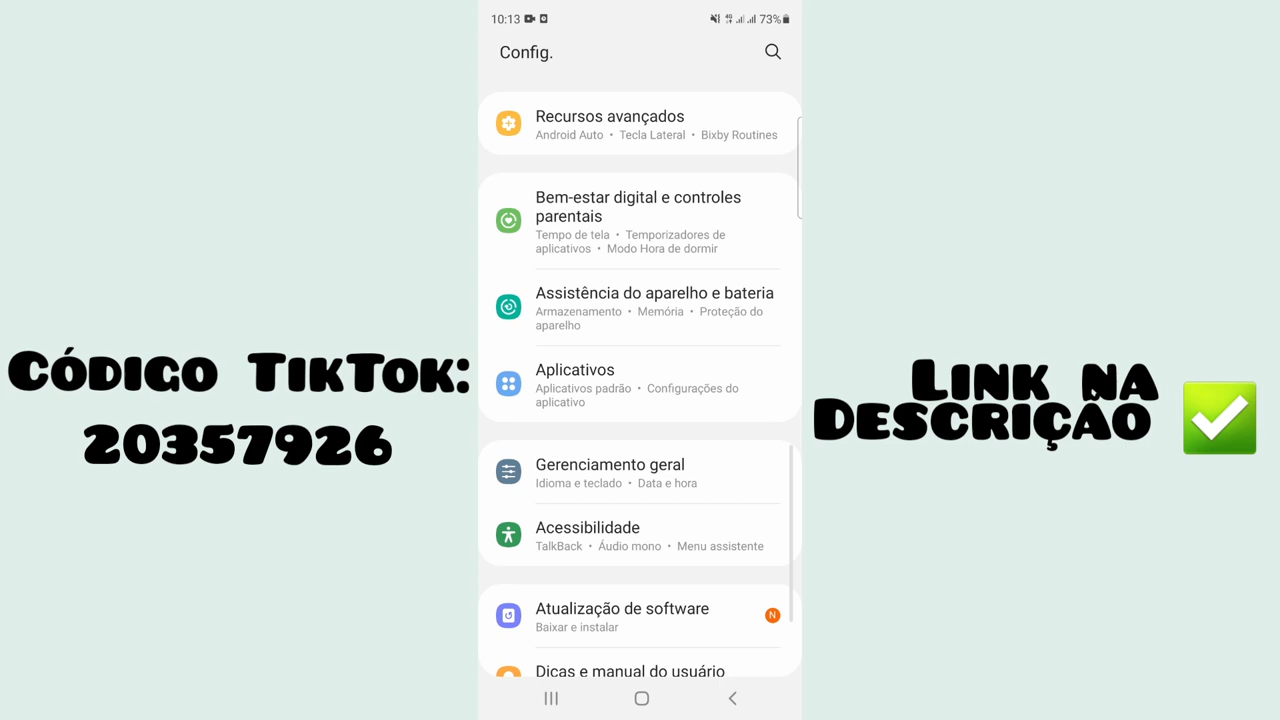 10:13
73%
Config.
Recursos avançados
Android Auto • Tecla Lateral • Bixby Routines
Bem-estar digital e controles
parentais
Tempo de tela • Temporizadores de
aplicativos • Modo Hora de dormir
Assistência do aparelho e bateria
Armazenamento • Memória • Proteção do
aparelho
Aplicativos
Aplicativos padrão • Configurações do
aplicativo
Gerenciamento geral
Idioma e teclado • Data e hora
Acessibilidade
TalkBack • Áudio mono • Menu assistente
Atualização de software
N
Baixar e instalar
Dicas e manual do usuário
Código TikTok:
20357926
Link na
Descrição